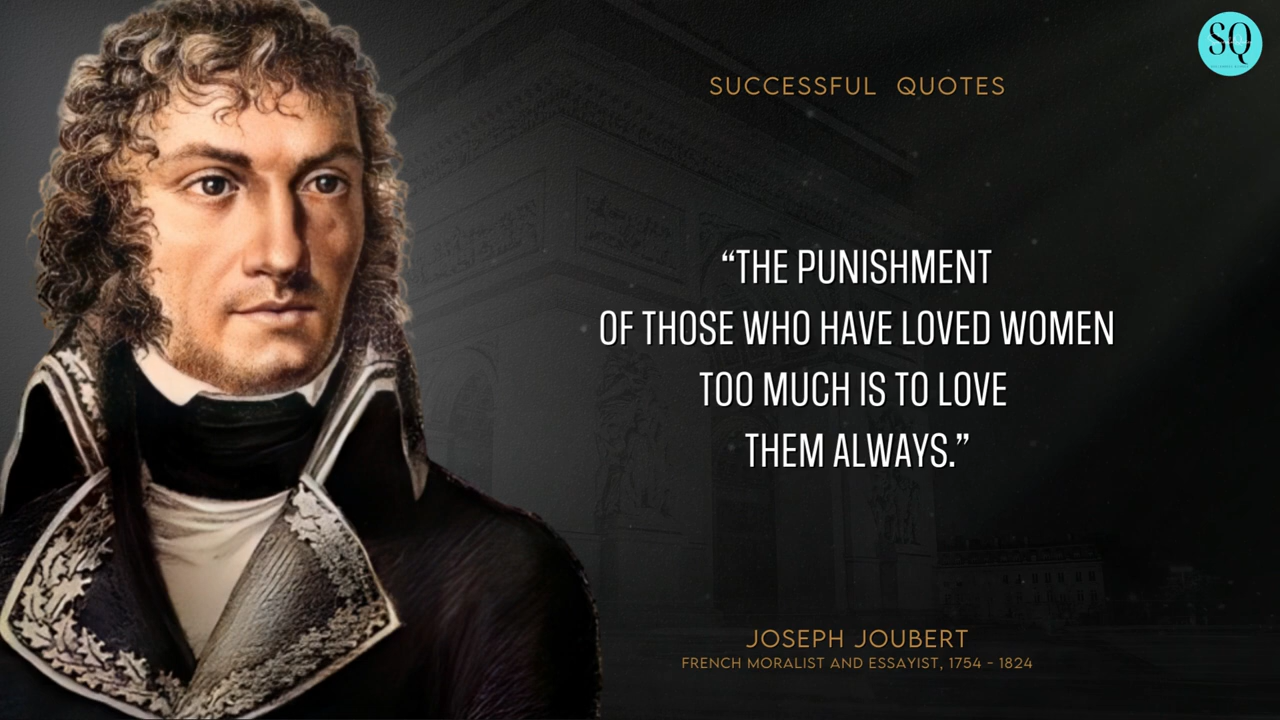 SQ
SUCCESSFUL QUOTES
“THE PUNISHMENT
OF THOSE WHO HAVE LOVED WOMEN
TOO MUCH IS TO LOVE
THEM ALWAYS.”
JOSEPH JOUBERT
FRENCH MORALIST AND ESSAYIST, 1754 - 1824